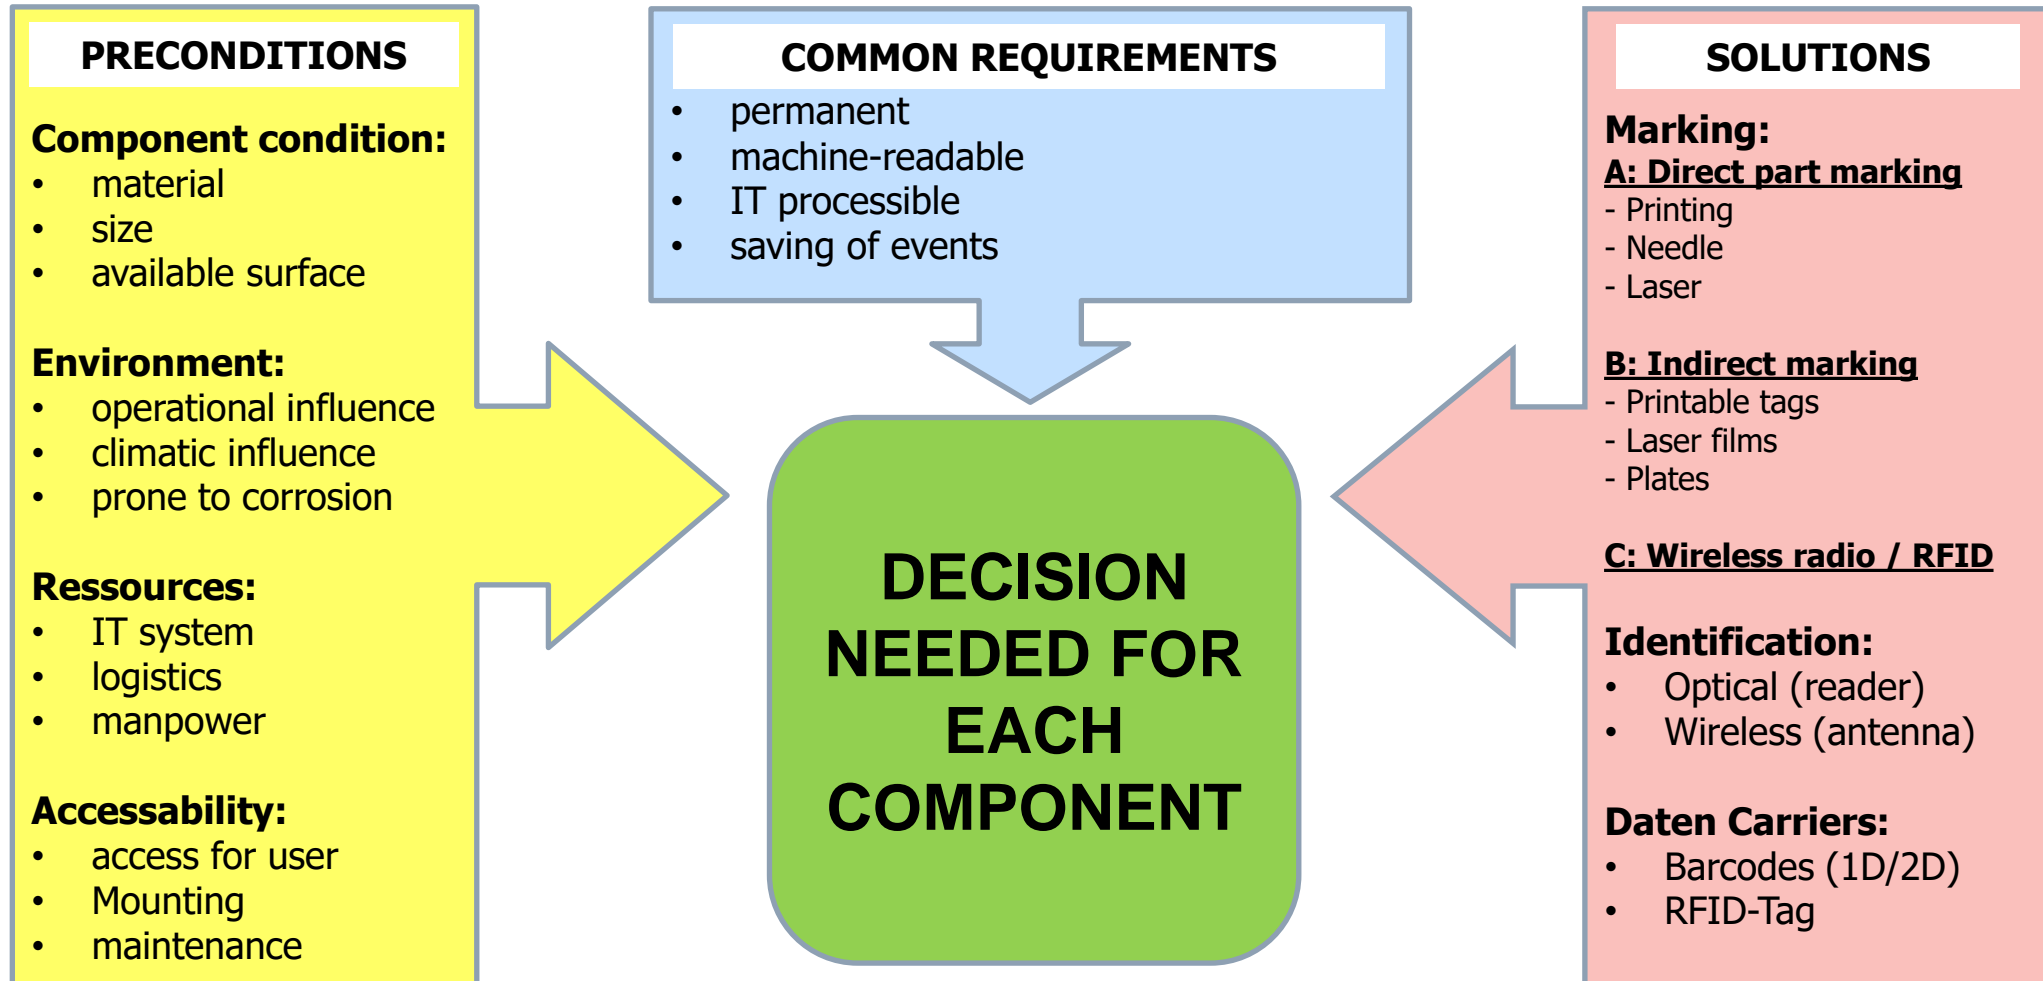 PRECONDITIONS
Component condition:
• material
• size
• available surface
Environment:
• operational influence
• climatic influence
• prone to corrosion
Ressources:
• IT system
• logistics
• manpower
Accessability:
• access for user
• Mounting
• maintenance
COMMON REQUIREMENTS
• permanent
• machine-readable
• IT processible
• saving of events
DECISION
NEEDED FOR
EACH
COMPONENT
SOLUTIONS
Marking:
A: Direct part marking
- Printing
- Needle
- Laser
B: Indirect marking
- Printable tags
- Laser films
- Plates
C: Wireless radio / RFID
Identification:
• Optical (reader)
• Wireless (antenna)
Daten Carriers:
• Barcodes (1D/2D)
• RFID-Tag